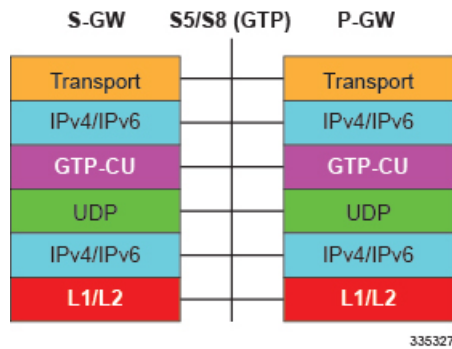 S-GW S5/S8 (GTP) P-GW
Transport Transport
IPv4/IPv6 IPv4/IPv6
GTP-CU GTP-CU
UDP UDP
IPv4/IPv6 IPv4/IPv6
L1/L2 L1/L2
335327